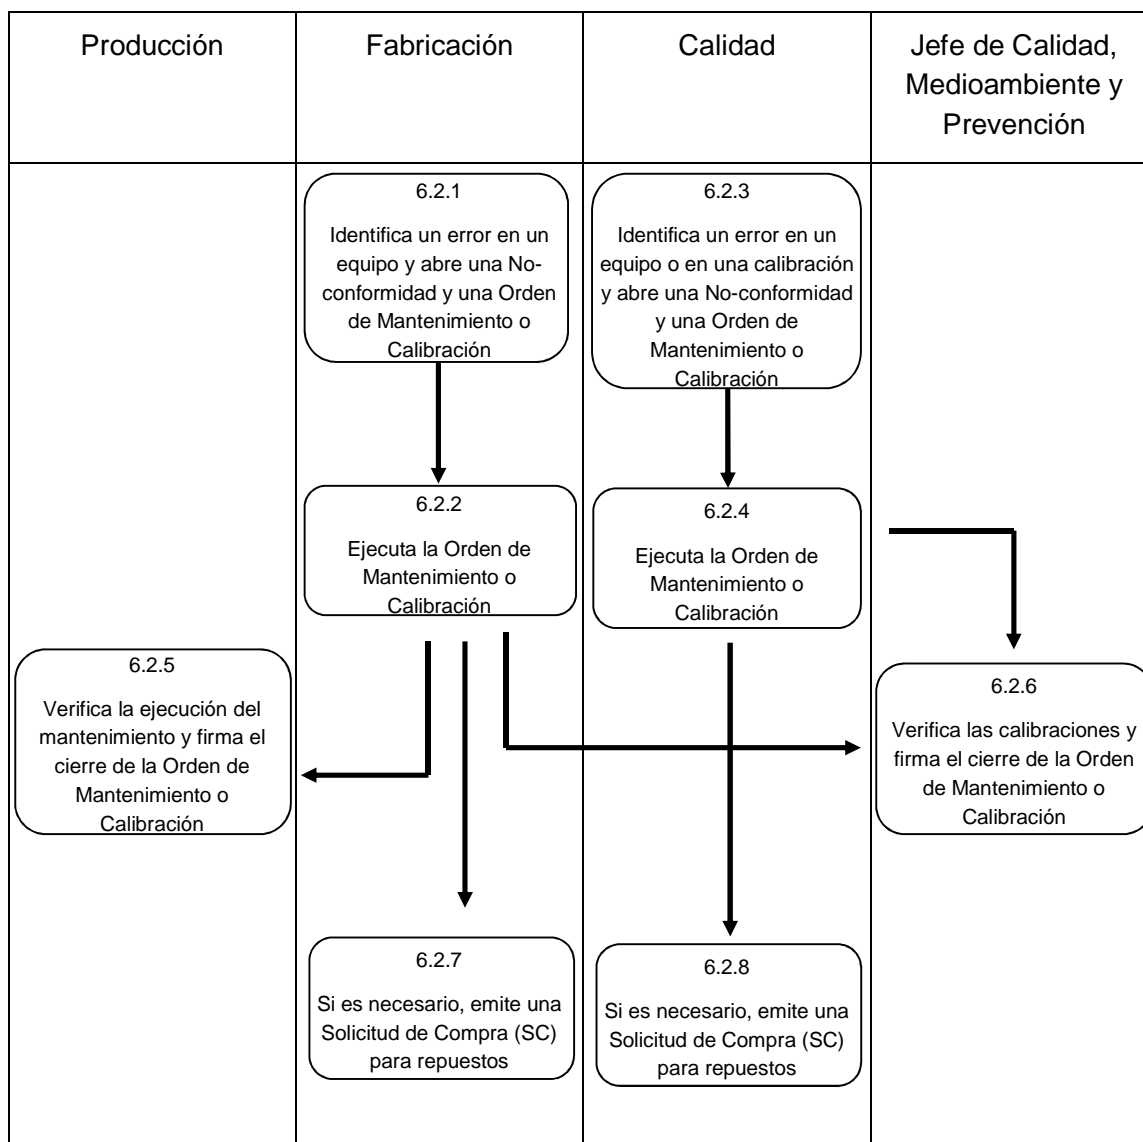 Producción
Fabricación
Calidad
Jefe de Calidad,
Medioambiente y
Prevención
6.2.1
Identifica un error en un
equipo y abre una No-
conformidad y una Orden
de Mantenimiento o
Calibración
6.2.3
Identifica un error en un
equipo o en una calibración
y abre una No-conformidad
y una Orden de
Mantenimiento o
Calibración
6.2.2
Ejecuta la Orden de
Mantenimiento o
Calibración
6.2.4
Ejecuta la Orden de
Mantenimiento o
Calibración
6.2.5
Verifica la ejecución del
mantenimiento y firma el
cierre de la Orden de
Mantenimiento o
Calibración
6.2.6
Verifica las calibraciones y
firma el cierre de la Orden
de Mantenimiento o
Calibración
6.2.7
Si es necesario, emite una
Solicitud de Compra (SC)
para repuestos
6.2.8
Si es necesario, emite una
Solicitud de Compra (SC)
para repuestos